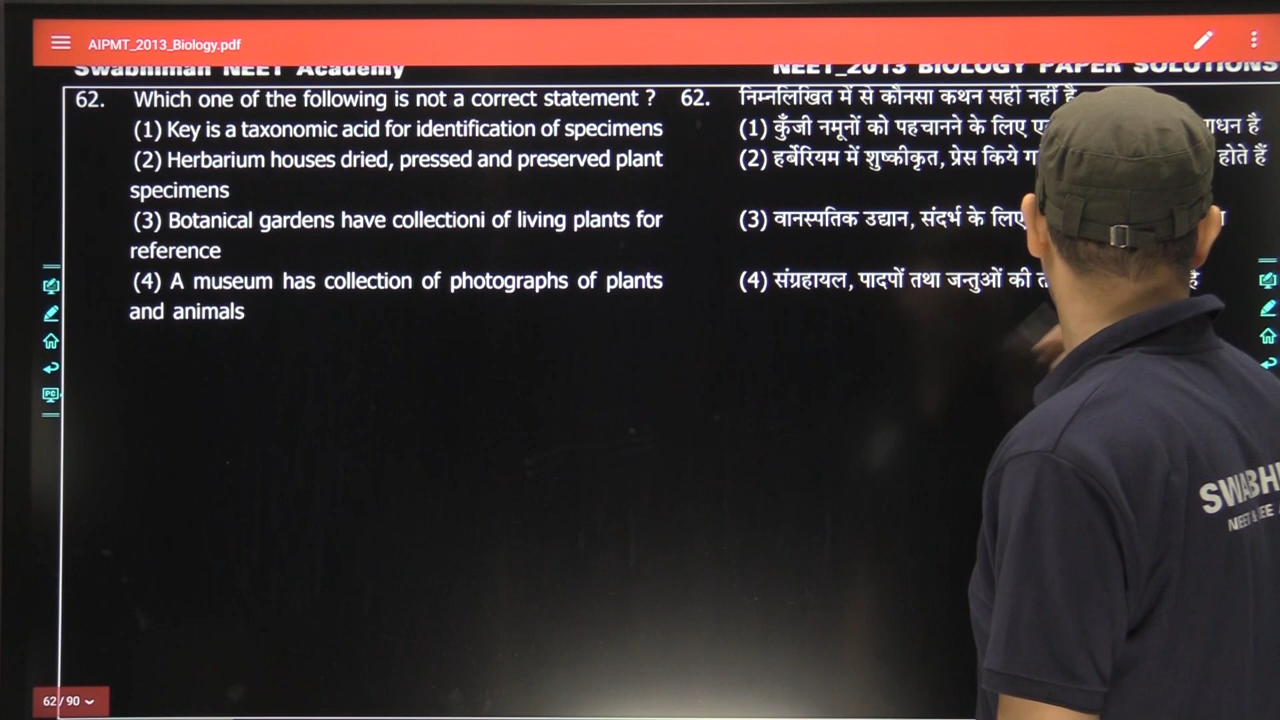 AIPMT_2013_Biology.pdf
Swabhiman NEET Academy
NEET_2013 BIOLOGY PAPER SOLUTIONS
62. Which one of the following is not a correct statement ?
(1) Key is a taxonomic acid for identification of specimens
(2) Herbarium houses dried, pressed and preserved plant
specimens
(3) Botanical gardens have collectioni of living plants for
reference
(4) A museum has collection of photographs of plants
and animals
62. निम्नलिखित में से कौनसा कथन सही नहीं है
(1) कुँजी नमूनों को पहचानने के लिए है
(2) हर्बेरियम में शुष्कीकृत, प्रेस किये होते हैं
(3) वानस्पतिक उद्यान, संदर्भ के लिए
(4) संग्रहायल, पादपों तथा जन्तुओं की है
PC
62/90
SWABHI
NEET